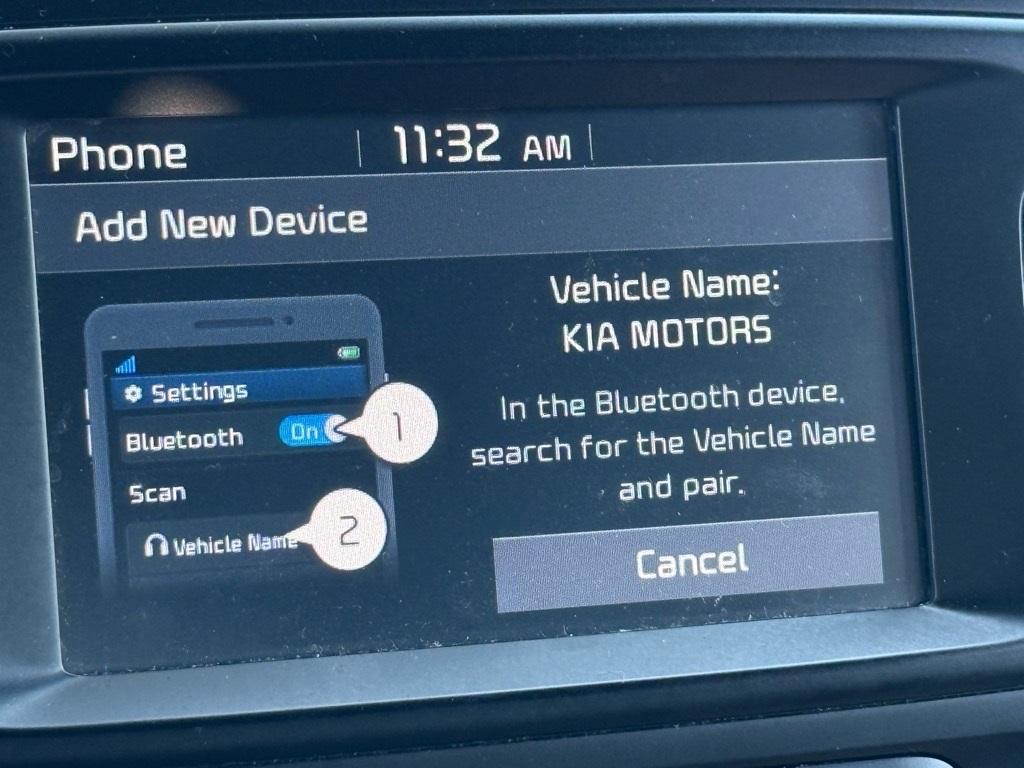 Phone
11:32 AM
Add New Device
Settings
Bluetooth On
1
Scan
Vehicle Name
2
Vehicle Name:
KIA MOTORS
In the Bluetooth device,
search for the Vehicle Name
and pair.
Cancel